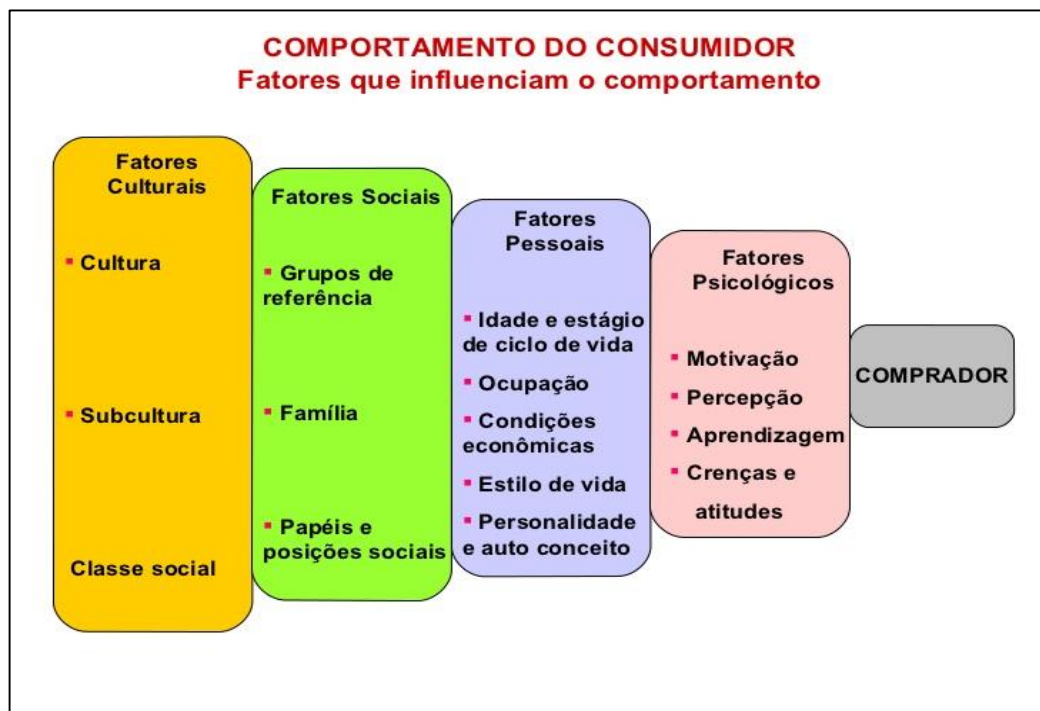 COMPORTAMENTO DO CONSUMIDOR
Fatores que influenciam o comportamento
Fatores
Culturais
▪ Cultura
▪ Subcultura
Classe social
Fatores Sociais
▪ Grupos de
referência
▪ Família
▪ Papéis e
posições sociais
Fatores
Pessoais
▪ Idade e estágio
de ciclo de vida
▪ Ocupação
▪ Condições
econômicas
▪ Estilo de vida
▪ Personalidade
e auto conceito
Fatores
Psicológicos
▪ Motivação
▪ Percepção
▪ Aprendizagem
▪ Crenças e
atitudes
COMPRADOR